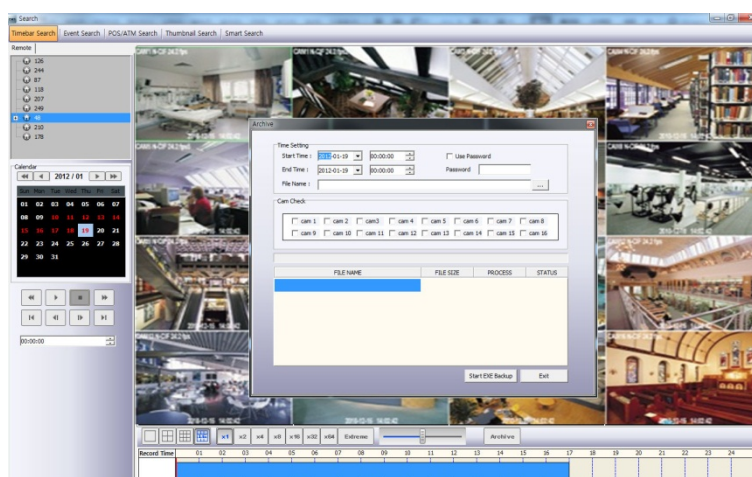 Search
Timebar Search Event Search POS/ATM Search Thumbnail Search Smart Search
Remote
126
244
87
118
207
249
46
210
178
Calendar
2012 / 01
Sun Mon Tue Wed Thu Fri Sat
01 02 03 04 05 06 07
08 09 10 11 12 13 14
15 16 17 18 19 20 21
22 23 24 25 26 27 28
29 30 31
00:00:00
Archive
Time Setting
Start Time : 2012-01-19 00:00:00 Use Password
End Time : 2012-01-19 00:00:00 Password
File Name : ...
Cam Check
cam 1 cam 2 cam3 cam 4 cam 5 cam 6 cam 7 cam 8
cam 9 cam 10 cam 11 cam 12 cam 13 cam 14 cam 15 cam 16
FILE NAME FILE SIZE PROCESS STATUS
Start EXE Backup Exit
x1 x2 x4 x8 x16 x32 x64 Extreme Archive
Record Time 01 02 03 04 05 06 07 08 09 10 11 12 13 14 15 16 17 18 19 20 21 22 23 24